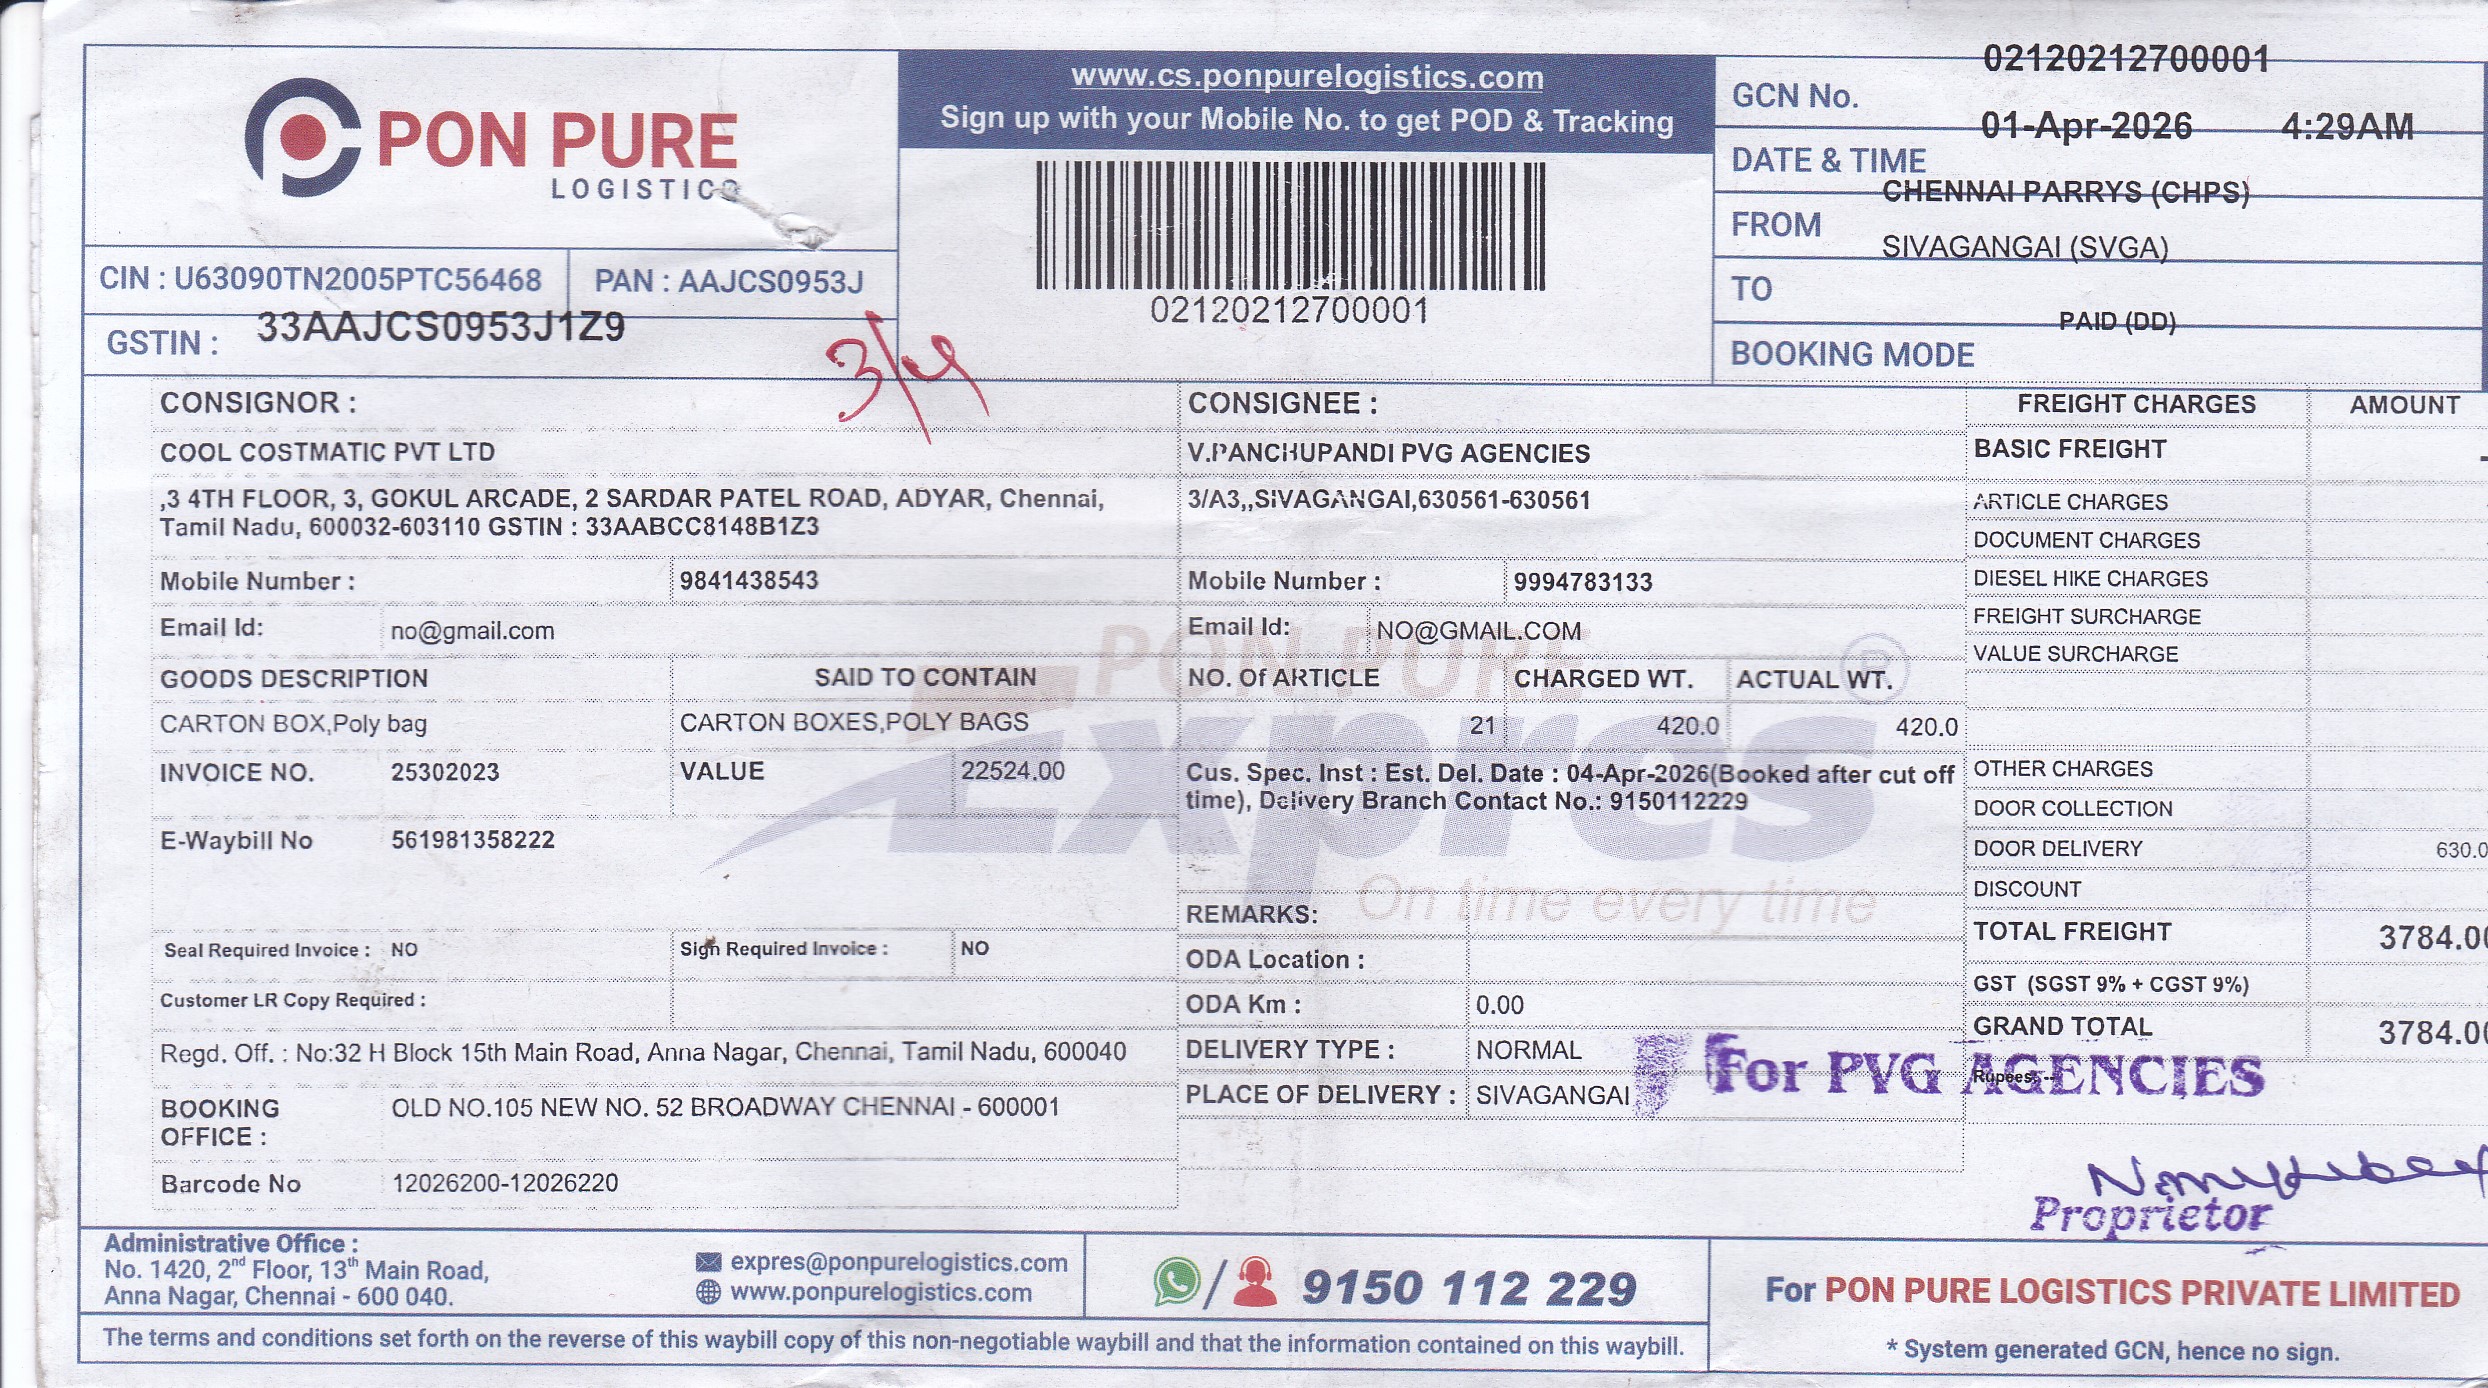 PON PURE
LOGISTICS
CIN : U63090TN2005PTC56468
PAN : AAJCS0953J
GSTIN : 33AAJCS0953J1Z9
www.cs.ponpurelogistics.com
Sign up with your Mobile No. to get POD & Tracking
02120212700001
GCN No. 02120212700001
DATE & TIME 01-Apr-2026 4:29AM
FROM CHENNAI PARRYS (CHPS)
TO SIVAGANGAI (SVGA)
BOOKING MODE PAID (DD)
3/4
CONSIGNOR :
COOL COSTMATIC PVT LTD
,3 4TH FLOOR, 3, GOKUL ARCADE, 2 SARDAR PATEL ROAD, ADYAR, Chennai,
Tamil Nadu, 600032-603110 GSTIN : 33AABCC8148B1Z3
Mobile Number : 9841438543
Email Id: no@gmail.com
GOODS DESCRIPTION SAID TO CONTAIN
CARTON BOX,Poly bag CARTON BOXES,POLY BAGS
INVOICE NO. 25302023 VALUE 22524.00
E-Waybill No 561981358222
Seal Required Invoice : NO Sign Required Invoice : NO
Customer LR Copy Required :
Regd. Off. : No:32 H Block 15th Main Road, Anna Nagar, Chennai, Tamil Nadu, 600040
BOOKING OFFICE : OLD NO.105 NEW NO. 52 BROADWAY CHENNAI - 600001
Barcode No 12026200-12026220
CONSIGNEE :
V.PANCHUPANDI PVG AGENCIES
3/A3,,SIVAGANGAI,630561-630561
Mobile Number : 9994783133
Email Id: NO@GMAIL.COM
NO. Of ARTICLE CHARGED WT. ACTUAL WT.
21 420.0 420.0
Cus. Spec. Inst : Est. Del. Date : 04-Apr-2026(Booked after cut off
time), Delivery Branch Contact No.: 9150112229
REMARKS:
ODA Location :
ODA Km : 0.00
DELIVERY TYPE : NORMAL
PLACE OF DELIVERY : SIVAGANGAI
PON PURE
Expres
On time every time
FREIGHT CHARGES AMOUNT
BASIC FREIGHT
ARTICLE CHARGES
DOCUMENT CHARGES
DIESEL HIKE CHARGES
FREIGHT SURCHARGE
VALUE SURCHARGE
OTHER CHARGES
DOOR COLLECTION
DOOR DELIVERY 630.0
DISCOUNT
TOTAL FREIGHT 3784.00
GST (SGST 9% + CGST 9%)
GRAND TOTAL 3784.00
Rupees:--
For PVG AGENCIES
Proprietor
Administrative Office :
No. 1420, 2nd Floor, 13th Main Road,
Anna Nagar, Chennai - 600 040.
expres@ponpurelogistics.com
www.ponpurelogistics.com
9150 112 229
For PON PURE LOGISTICS PRIVATE LIMITED
The terms and conditions set forth on the reverse of this waybill copy of this non-negotiable waybill and that the information contained on this waybill.
* System generated GCN, hence no sign.